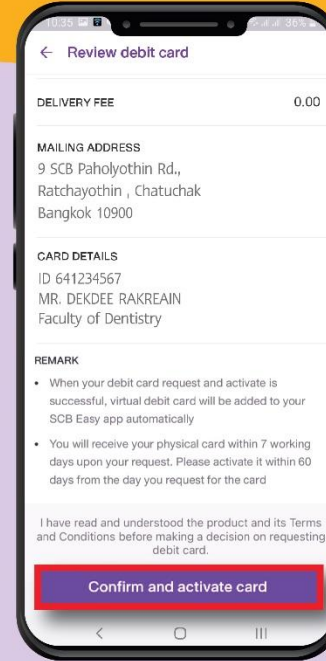 10:35 36%
← Review debit card
DELIVERY FEE 0.00
MAILING ADDRESS
9 SCB Paholyothin Rd.,
Ratchayothin , Chatuchak
Bangkok 10900
CARD DETAILS
ID 641234567
MR. DEKDEE RAKREAIN
Faculty of Dentistry
REMARK
• When your debit card request and activate is
successful, virtual debit card will be added to your
SCB Easy app automatically
• You will receive your physical card within 7 working
days upon your request. Please activate it within 60
days from the day you request for the card
I have read and understood the product and its Terms
and Conditions before making a decision on requesting
debit card.
Confirm and activate card